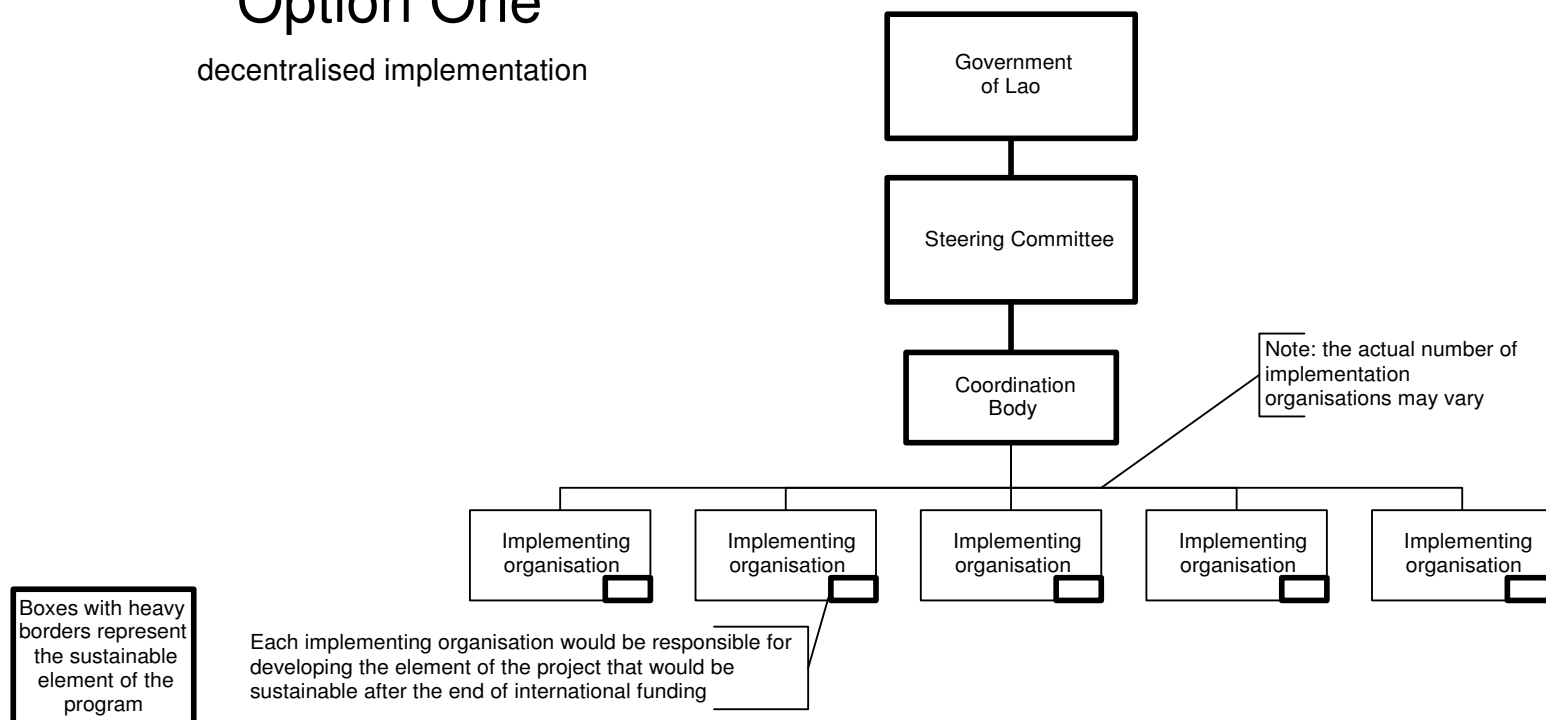 Option One
decentralised implementation
Government
of Lao
Steering Committee
Coordination
Body
Note: the actual number of
implementation
organisations may vary
Implementing
organisation
Implementing
organisation
Implementing
organisation
Implementing
organisation
Implementing
organisation
Boxes with heavy
borders represent
the sustainable
element of the
program
Each implementing organisation would be responsible for
developing the element of the project that would be
sustainable after the end of international funding